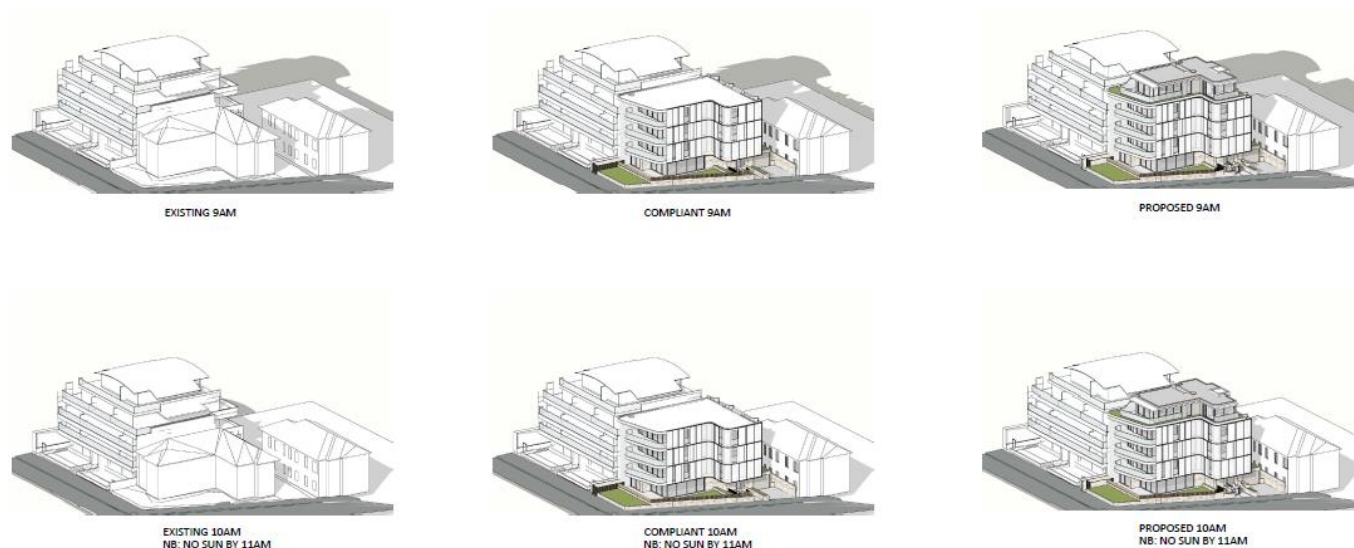 EXISTING 9AM
COMPLIANT 9AM
PROPOSED 9AM
EXISTING 10AM
NB: NO SUN BY 11AM
COMPLIANT 10AM
NB: NO SUN BY 11AM
PROPOSED 10AM
NB: NO SUN BY 11AM